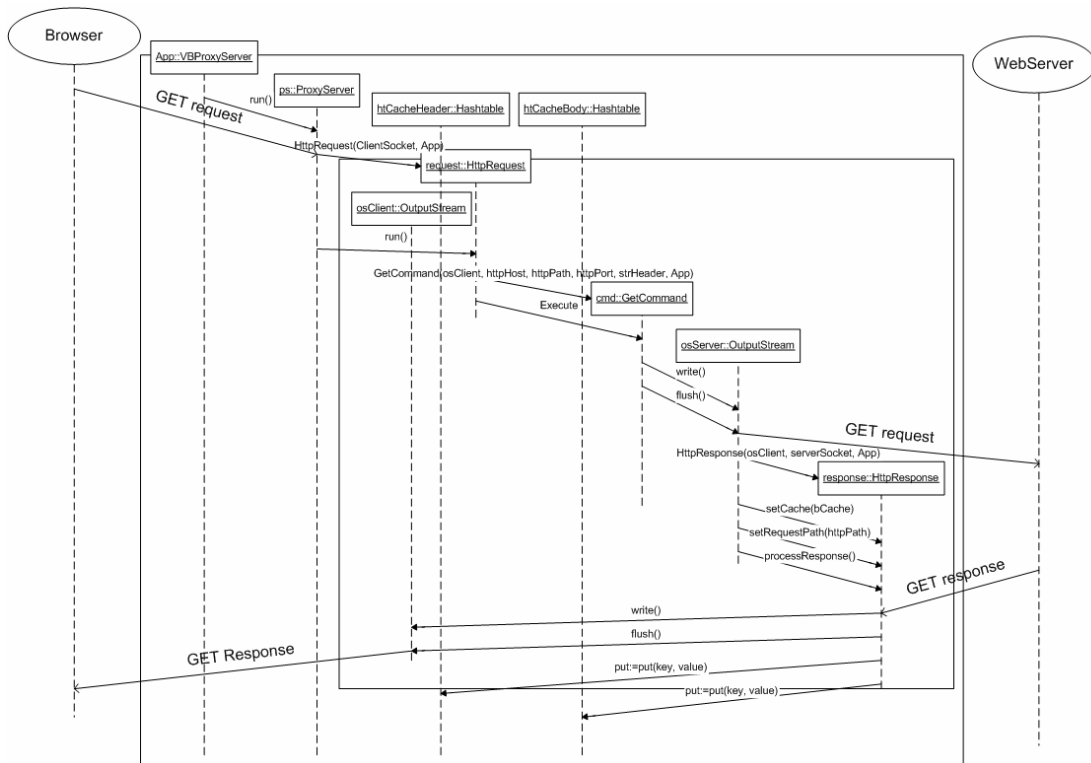 Browser
App::VBProxyServer
WebServer
ps::ProxyServer
GET request
run()
htCacheHeader::Hashtable
htCacheBody::Hashtable
HttpRequest(ClientSocket, App)
request::HttpRequest
osClient::OutputStream
run()
GetCommand(osClient, httpHost, httpPath, httpPort, strHeader, App)
cmd::GetCommand
Execute
osServer::OutputStream
write()
flush()
GET request
HttpResponse(osClient, serverSocket, App)
response::HttpResponse
setCache(bCache)
setRequestPath(httpPath)
processResponse()
GET response
write()
flush()
GET Response
put:=put(key, value)
put:=put(key, value)